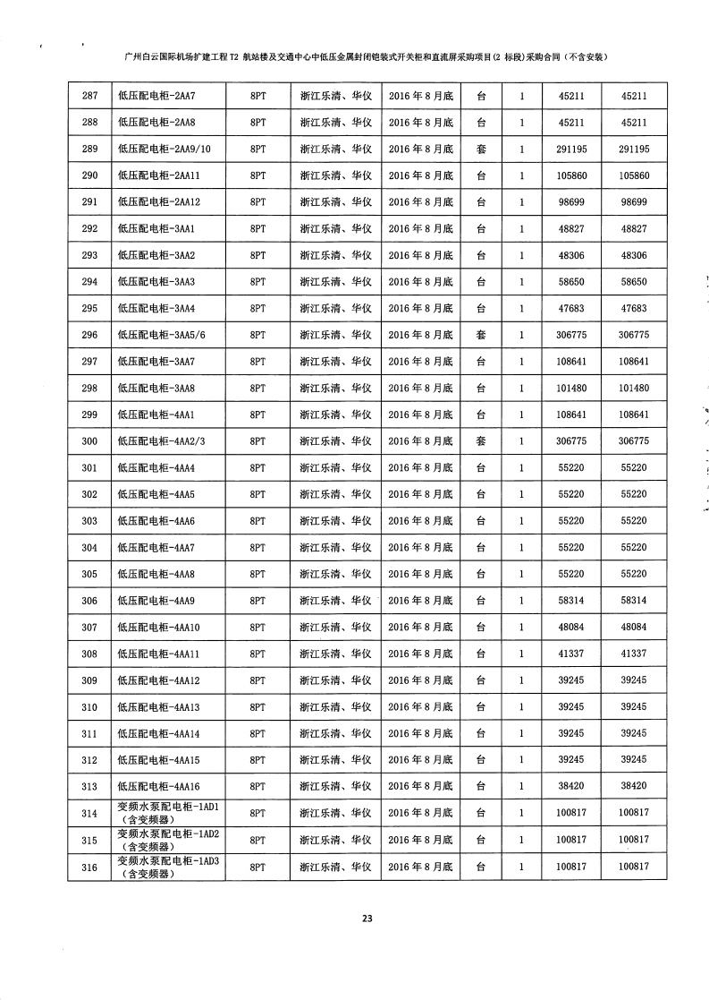 广州白云国际机场扩建工程 T2 航站楼及交通中心中低压金属封闭铠装式开关柜和直流屏采购项目(2 标段)采购合同（不含安装）
287 低压配电柜-2AA7 8PT 浙江乐清、华仪 2016 年 8 月底 台 1 45211 45211
288 低压配电柜-2AA8 8PT 浙江乐清、华仪 2016 年 8 月底 台 1 45211 45211
289 低压配电柜-2AA9/10 8PT 浙江乐清、华仪 2016 年 8 月底 套 1 291195 291195
290 低压配电柜-2AA11 8PT 浙江乐清、华仪 2016 年 8 月底 台 1 105860 105860
291 低压配电柜-2AA12 8PT 浙江乐清、华仪 2016 年 8 月底 台 1 98699 98699
292 低压配电柜-3AA1 8PT 浙江乐清、华仪 2016 年 8 月底 台 1 48827 48827
293 低压配电柜-3AA2 8PT 浙江乐清、华仪 2016 年 8 月底 台 1 48306 48306
294 低压配电柜-3AA3 8PT 浙江乐清、华仪 2016 年 8 月底 台 1 58650 58650
295 低压配电柜-3AA4 8PT 浙江乐清、华仪 2016 年 8 月底 台 1 47683 47683
296 低压配电柜-3AA5/6 8PT 浙江乐清、华仪 2016 年 8 月底 套 1 306775 306775
297 低压配电柜-3AA7 8PT 浙江乐清、华仪 2016 年 8 月底 台 1 108641 108641
298 低压配电柜-3AA8 8PT 浙江乐清、华仪 2016 年 8 月底 台 1 101480 101480
299 低压配电柜-4AA1 8PT 浙江乐清、华仪 2016 年 8 月底 台 1 108641 108641
300 低压配电柜-4AA2/3 8PT 浙江乐清、华仪 2016 年 8 月底 套 1 306775 306775
301 低压配电柜-4AA4 8PT 浙江乐清、华仪 2016 年 8 月底 台 1 55220 55220
302 低压配电柜-4AA5 8PT 浙江乐清、华仪 2016 年 8 月底 台 1 55220 55220
303 低压配电柜-4AA6 8PT 浙江乐清、华仪 2016 年 8 月底 台 1 55220 55220
304 低压配电柜-4AA7 8PT 浙江乐清、华仪 2016 年 8 月底 台 1 55220 55220
305 低压配电柜-4AA8 8PT 浙江乐清、华仪 2016 年 8 月底 台 1 55220 55220
306 低压配电柜-4AA9 8PT 浙江乐清、华仪 2016 年 8 月底 台 1 58314 58314
307 低压配电柜-4AA10 8PT 浙江乐清、华仪 2016 年 8 月底 台 1 48084 48084
308 低压配电柜-4AA11 8PT 浙江乐清、华仪 2016 年 8 月底 台 1 41337 41337
309 低压配电柜-4AA12 8PT 浙江乐清、华仪 2016 年 8 月底 台 1 39245 39245
310 低压配电柜-4AA13 8PT 浙江乐清、华仪 2016 年 8 月底 台 1 39245 39245
311 低压配电柜-4AA14 8PT 浙江乐清、华仪 2016 年 8 月底 台 1 39245 39245
312 低压配电柜-4AA15 8PT 浙江乐清、华仪 2016 年 8 月底 台 1 39245 39245
313 低压配电柜-4AA16 8PT 浙江乐清、华仪 2016 年 8 月底 台 1 38420 38420
314 变频水泵配电柜-1AD1 8PT 浙江乐清、华仪 2016 年 8 月底 台 1 100817 100817
（含变频器）
315 变频水泵配电柜-1AD2 8PT 浙江乐清、华仪 2016 年 8 月底 台 1 100817 100817
（含变频器）
316 变频水泵配电柜-1AD3 8PT 浙江乐清、华仪 2016 年 8 月底 台 1 100817 100817
（含变频器）
23